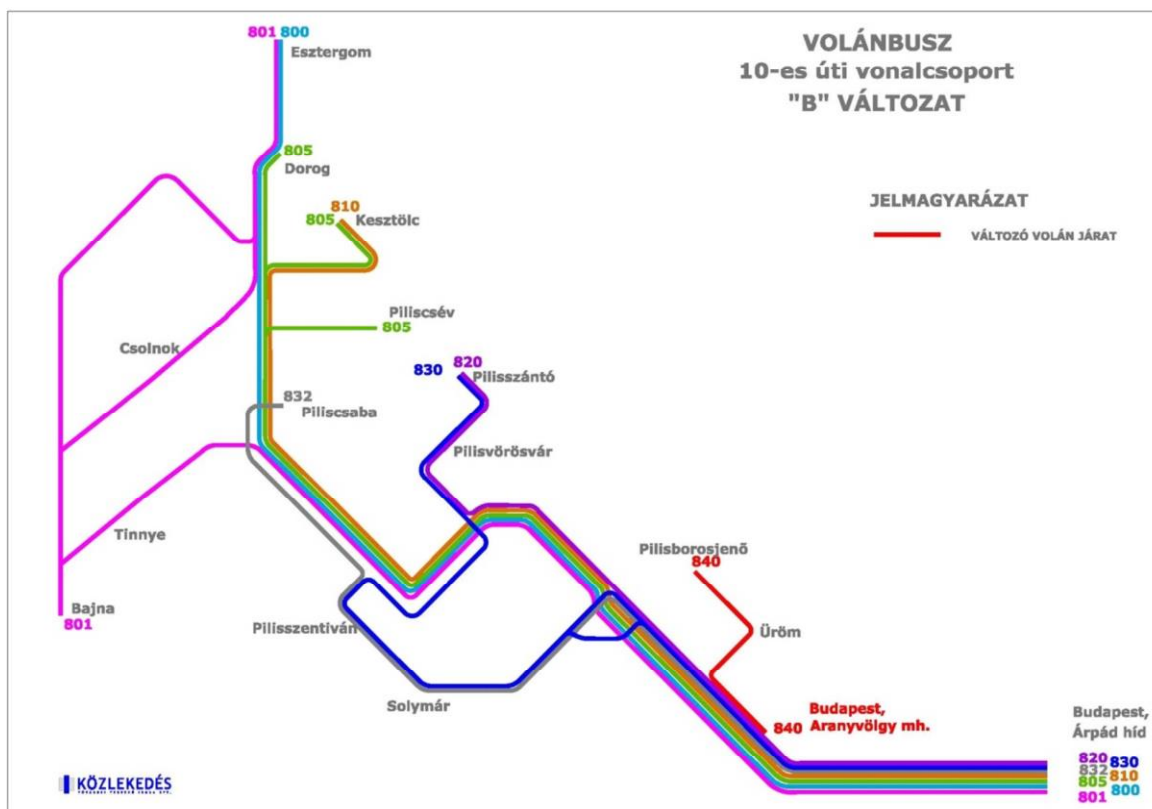 801 800
Esztergom
VOLÁNBUSZ
10-es úti vonalcsoport
"B" VÁLTOZAT
805
Dorog
810
805
Kesztölc
JELMAGYARÁZAT
VÁLTOZÓ VOLÁN JÁRAT
Piliscsév
805
Csolnok
820
830
Pilisszántó
832
Piliscsaba
Pilisvörösvár
Tinnye
Pilisborosjenő
840
Bajna
801
Pilisszentiván
Üröm
Solymár
840
Budapest,
Aranyvölgy mh.
Budapest,
Árpád híd
820 830
832
805 810
801 800
KÖZLEKEDÉS